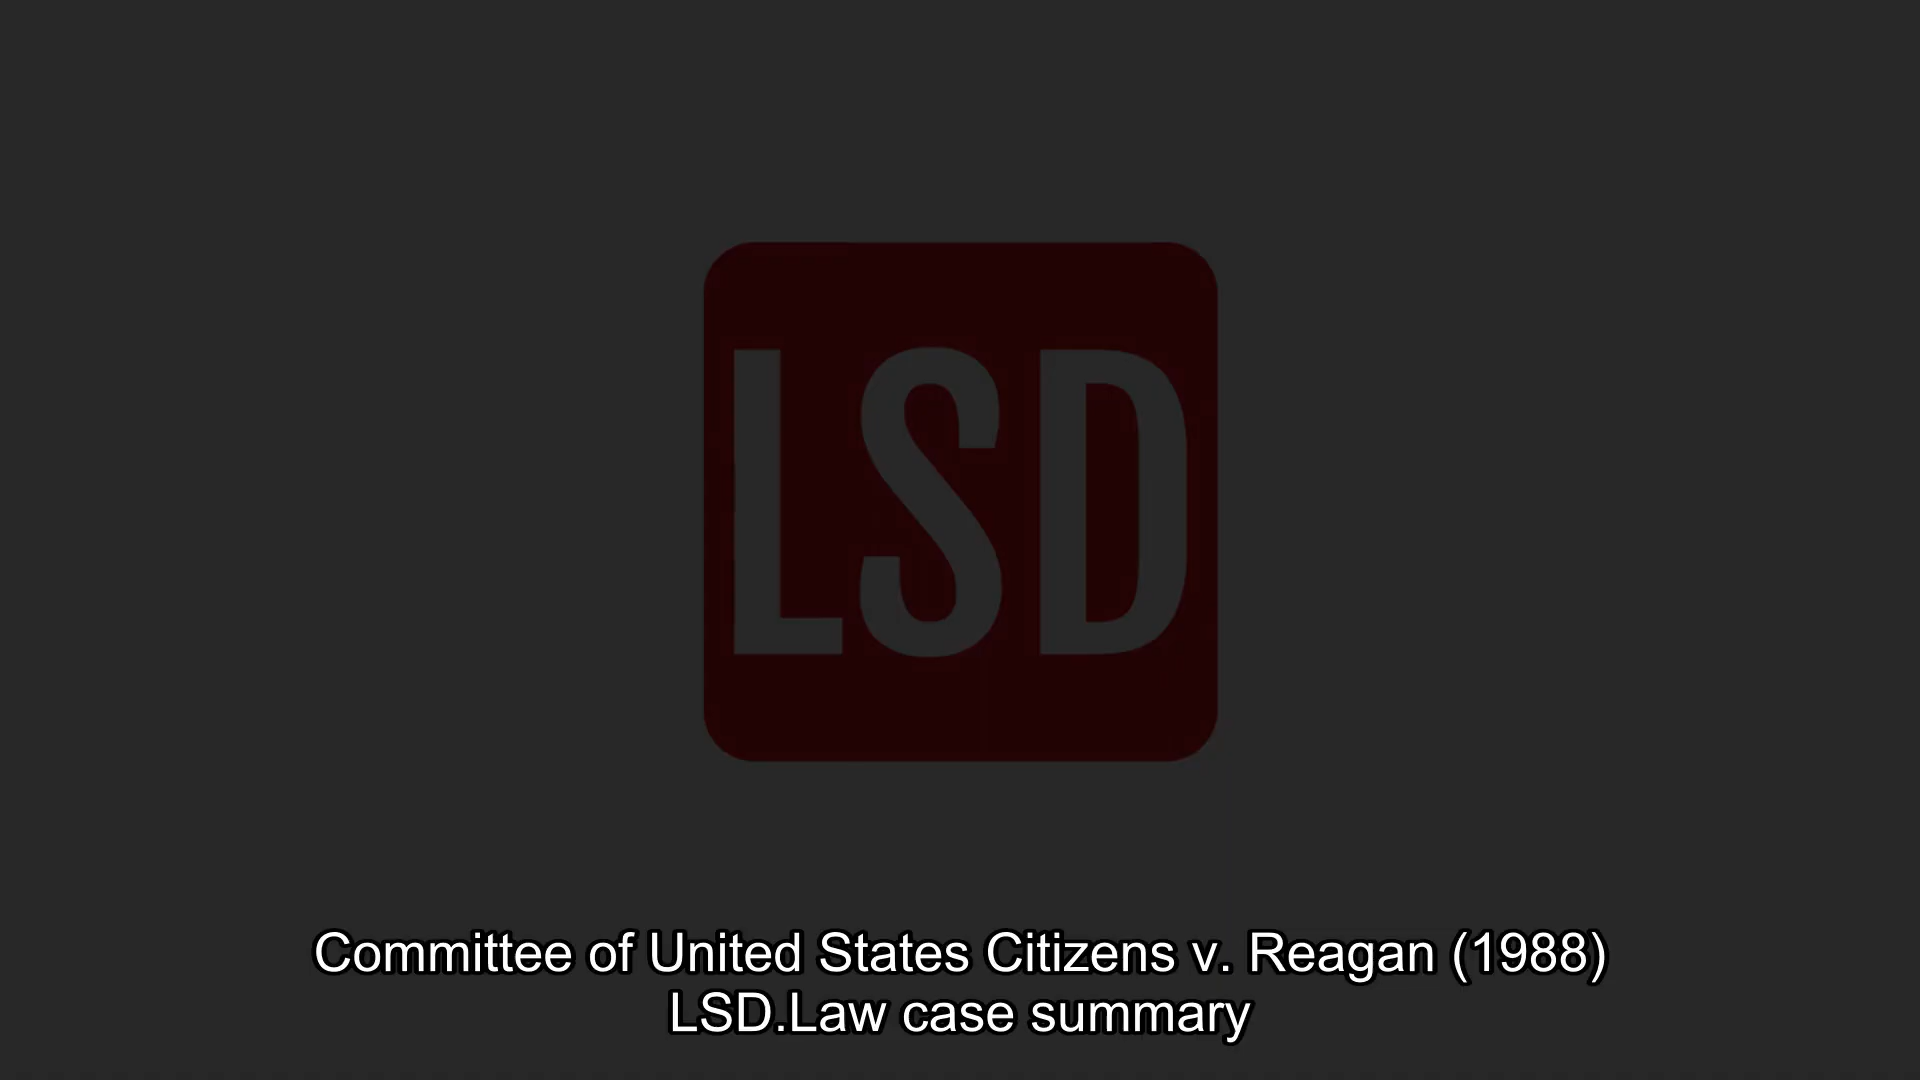 LSD
Committee of United States Citizens v. Reagan (1988)
LSD.Law case summary